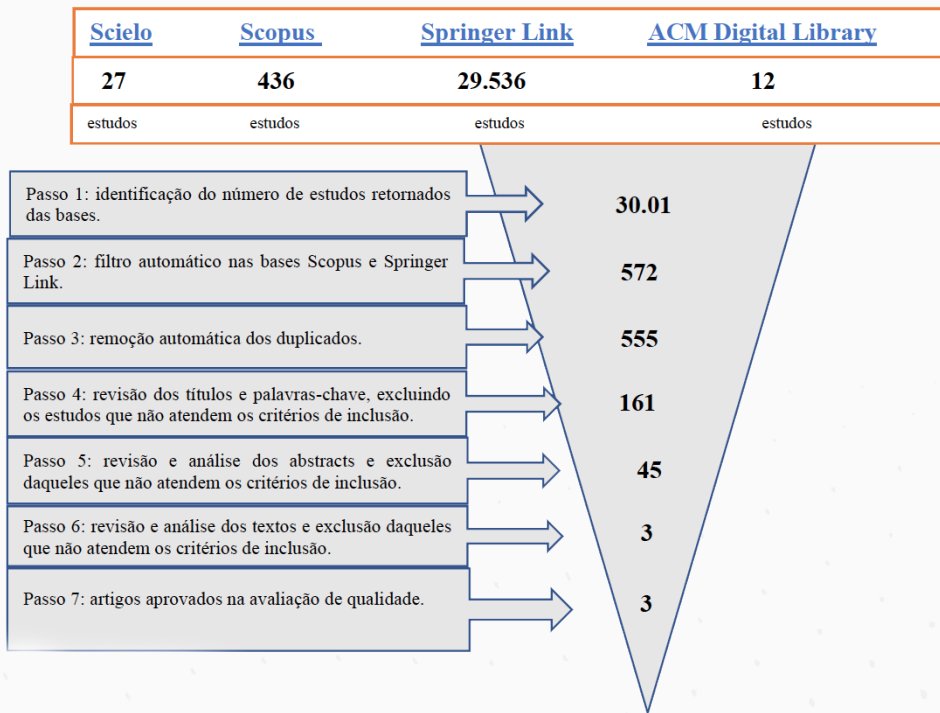 Scielo Scopus Springer Link ACM Digital Library
27 436 29.536 12
estudos estudos estudos estudos
Passo 1: identificação do número de estudos retornados
das bases.
30.01
Passo 2: filtro automático nas bases Scopus e Springer
Link.
572
Passo 3: remoção automática dos duplicados.
555
Passo 4: revisão dos títulos e palavras-chave, excluindo
os estudos que não atendem os critérios de inclusão.
161
Passo 5: revisão e análise dos abstracts e exclusão
daqueles que não atendem os critérios de inclusão.
45
Passo 6: revisão e análise dos textos e exclusão daqueles
que não atendem os critérios de inclusão.
3
Passo 7: artigos aprovados na avaliação de qualidade.
3